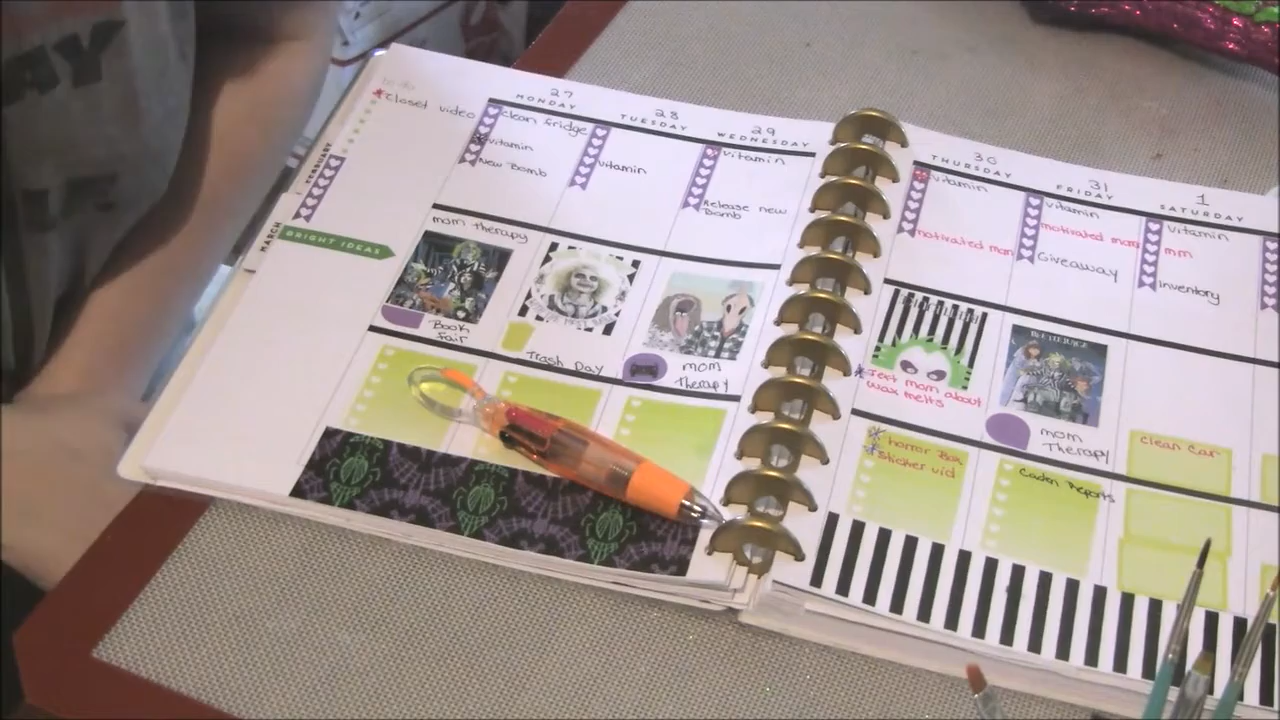 to do
closet video
FEBRUARY
MARCH
BRIGHT IDEAS
27
MONDAY
clean fridge
vitamin
New Bomb
mom therapy
Book
fair
28
TUESDAY
vitamin
Trash Day
29
WEDNESDAY
vitamin
Release new
Bomb
mom
Therapy
30
THURSDAY
vitamin
motivated mom
Text mom about
wax melts
horror Box
sticker vid
31
FRIDAY
vitamin
motivated mom
Giveaway
BEETLEJUICE
mom
Therapy
Caden Reports
1
SATURDAY
vitamin
mm
Inventory
clean car